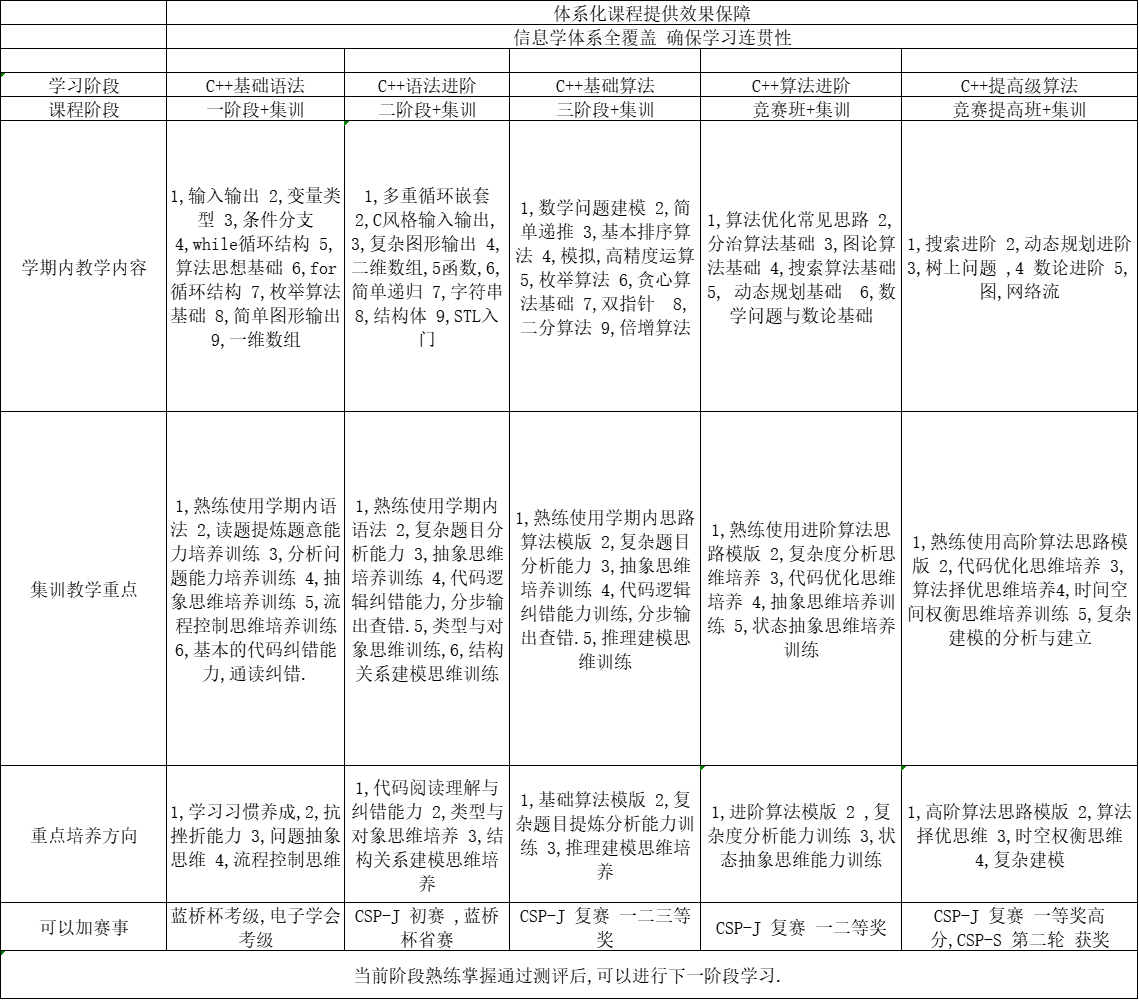 体系化课程提供效果保障
信息学体系全覆盖 确保学习连贯性
学习阶段
C++基础语法
C++语法进阶
C++基础算法
C++算法进阶
C++提高级算法
课程阶段
一阶段+集训
二阶段+集训
三阶段+集训
竞赛班+集训
竞赛提高班+集训
学期内教学内容
1,输入输出 2,变量类
型 3,条件分支
4,while循环结构 5,
算法思想基础 6,for
循环结构 7,枚举算法
基础 8,简单图形输出
9,一维数组
1,多重循环嵌套
2,C风格输入输出,
3,复杂图形输出 4,
二维数组,5函数,6,
简单递归 7,字符串
8,结构体 9,STL入
门
1,数学问题建模 2,简
单递推 3,基本排序算
法 4,模拟,高精度运算
5,枚举算法 6,贪心算
法基础 7,双指针 8,
二分算法 9,倍增算法
1,算法优化常见思路 2,
分治算法基础 3,图论算
法基础 4,搜索算法基础
5, 动态规划基础 6,数
学问题与数论基础
1,搜索进阶 2,动态规划进阶
3,树上问题 ,4 数论进阶 5,
图,网络流
集训教学重点
1,熟练使用学期内语
法 2,读题提炼题意能
力培养训练 3,分析问
题能力培养训练 4,抽
象思维培养训练 5,流
程控制思维培养训练
6,基本的代码纠错能
力,通读纠错.
1,熟练使用学期内
语法 2,复杂题目分
析能力 3,抽象思维
培养训练 4,代码逻
辑纠错能力,分步输
出查错.5,类型与对
象思维训练,6,结构
关系建模思维训练
1,熟练使用学期内思路
算法模版 2,复杂题目
分析能力 3,抽象思维
培养训练 4,代码逻辑
纠错能力训练,分步输
出查错.5,推理建模思
维训练
1,熟练使用进阶算法思
路模版 2,复杂度分析思
维培养 3,代码优化思维
培养 4,抽象思维培养训
练 5,状态抽象思维培养
训练
1,熟练使用高阶算法思路模
版 2,代码优化思维培养 3,
算法择优思维培养4,时间空
间权衡思维培养训练 5,复杂
建模的分析与建立
重点培养方向
1,学习习惯养成,2,抗
挫折能力 3,问题抽象
思维 4,流程控制思维
1,代码阅读理解与
纠错能力 2,类型与
对象思维培养 3,结
构关系建模思维培
养
1,基础算法模版 2,复
杂题目提炼分析能力训
练 3,推理建模思维培
养
1,进阶算法模版 2 ,复
杂度分析能力训练 3,状
态抽象思维能力训练
1,高阶算法思路模版 2,算法
择优思维 3,时空权衡思维
4,复杂建模
可以加赛事
蓝桥杯考级,电子学会
考级
CSP-J 初赛 ,蓝桥
杯省赛
CSP-J 复赛 一二三等
奖
CSP-J 复赛 一二等奖
CSP-J 复赛 一等奖高
分,CSP-S 第二轮 获奖
当前阶段熟练掌握通过测评后,可以进行下一阶段学习.